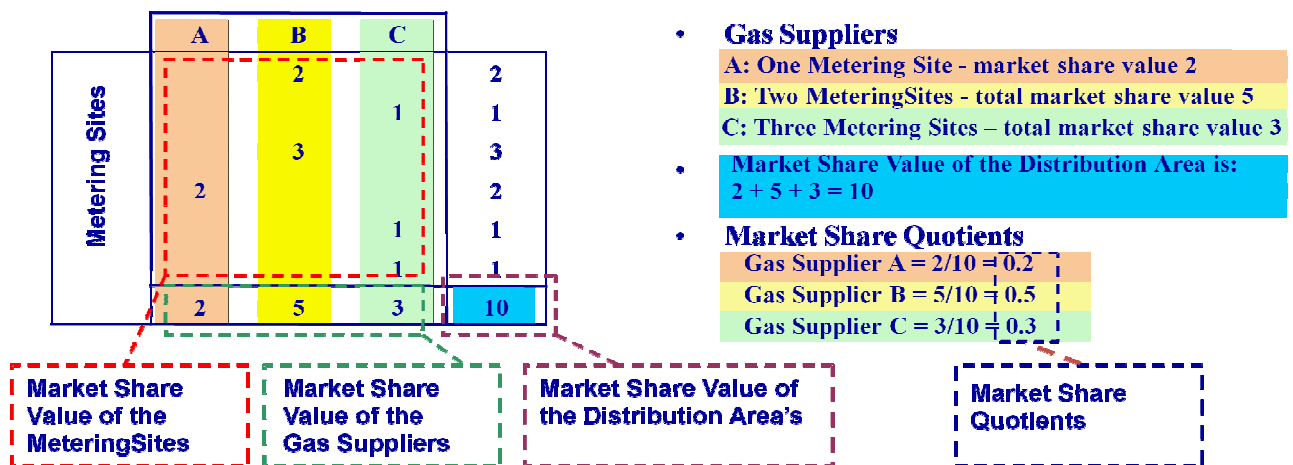 A B C
Metering Sites
2 2
1 1
3 3
2 2
1 1
1 1
2 5 3 10
Market Share
Value of the
MeteringSites
Market Share
Value of the
Gas Suppliers
Market Share Value of
the Distribution Area's
• Gas Suppliers
A: One Metering Site - market share value 2
B: Two MeteringSites - total market share value 5
C: Three Metering Sites – total market share value 3
• Market Share Value of the Distribution Area is:
2 + 5 + 3 = 10
• Market Share Quotients
Gas Supplier A = 2/10 = 0.2
Gas Supplier B = 5/10 = 0.5
Gas Supplier C = 3/10 = 0.3
Market Share
Quotients